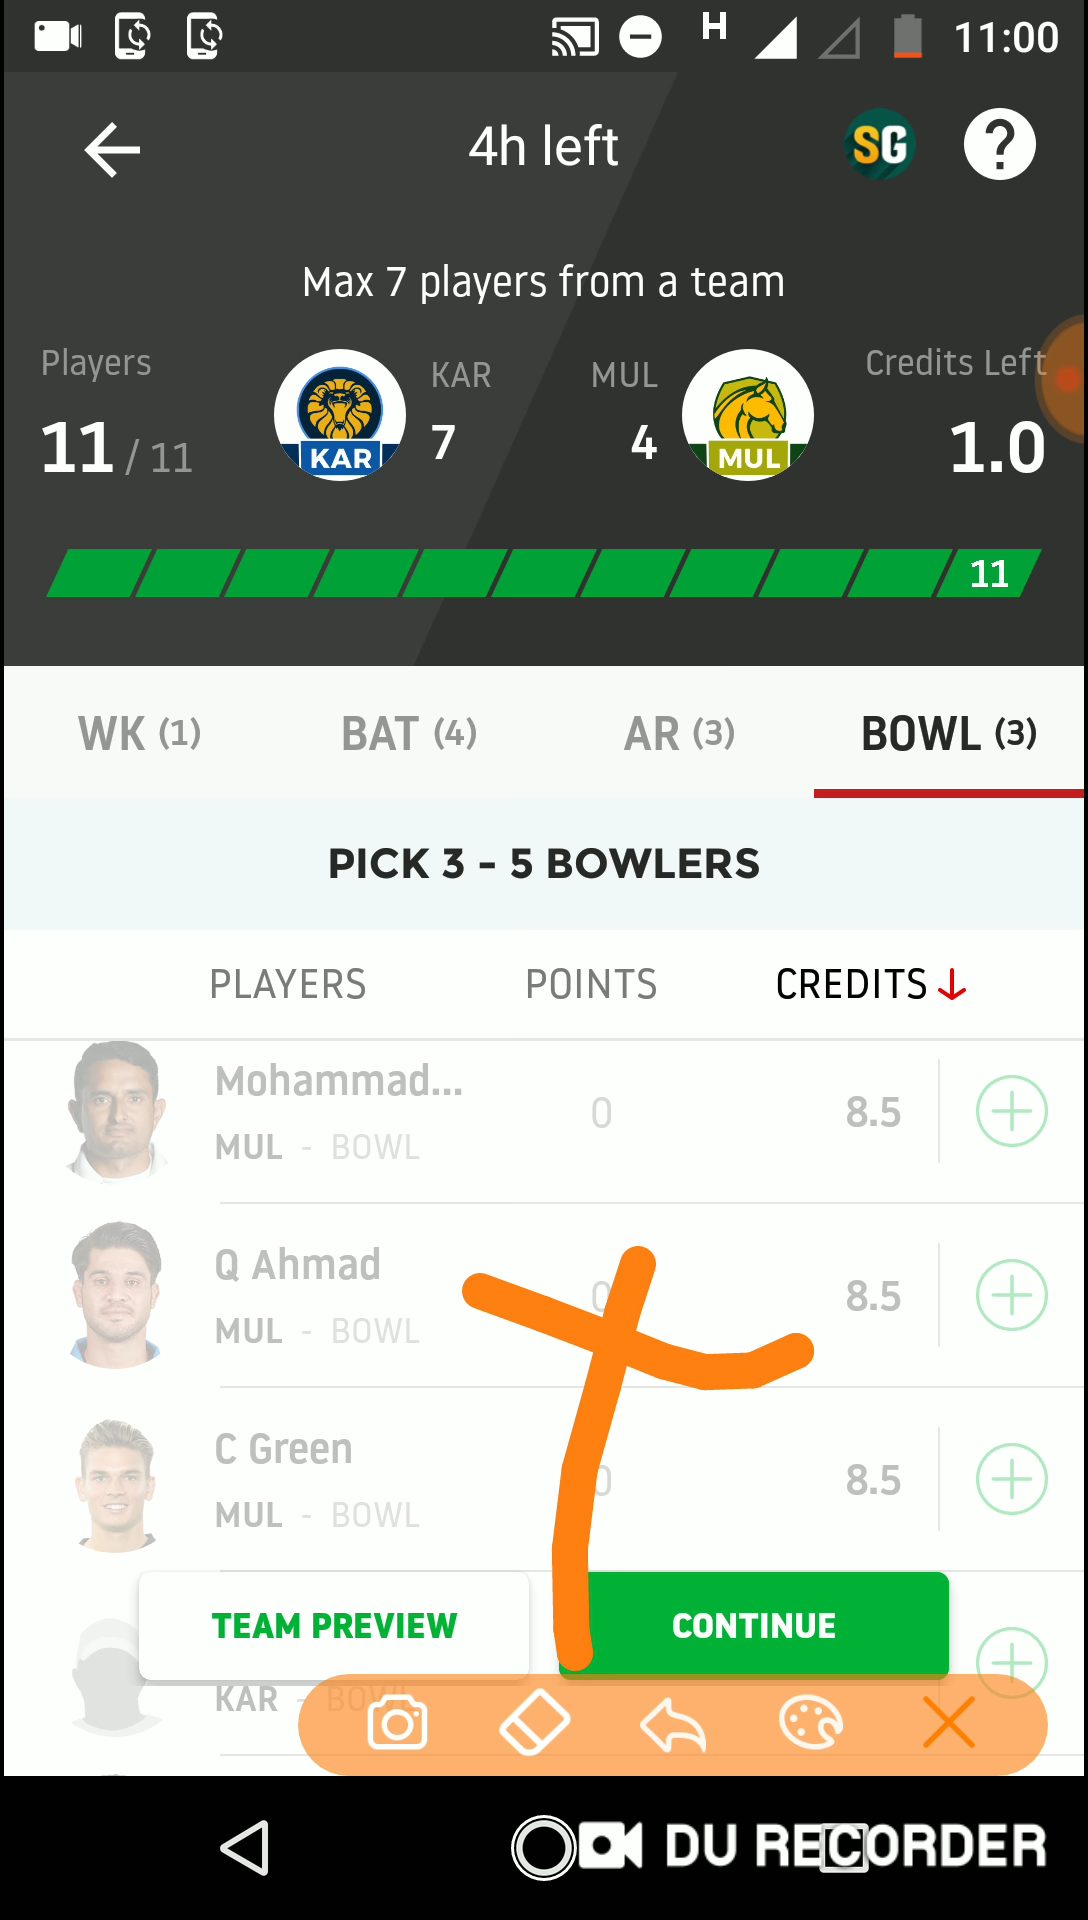 H 11:00
4h left SG ?
Max 7 players from a team
Players KAR MUL Credits Left
11 / 11 KAR 7 4 MUL 1.0
11
WK (1) BAT (4) AR (3) BOWL (3)
PICK 3 - 5 BOWLERS
PLAYERS POINTS CREDITS
Mohammad... 0 8.5
MUL - BOWL
Q Ahmad 0 8.5
MUL - BOWL
C Green 0 8.5
MUL - BOWL
TEAM PREVIEW CONTINUE
KAR - BOWL
DU RECORDER